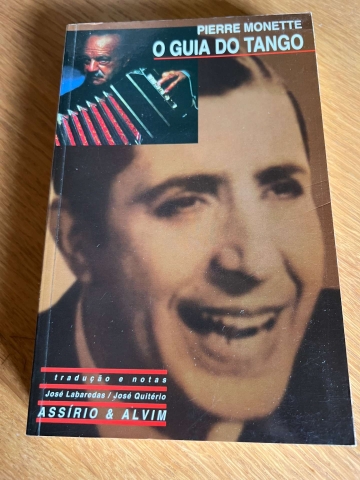 PIERRE MONETTE
O GUIA DO TANGO
tradução e notas
José Labaredas / José Quitério
ASSÍRIO & ALVIM